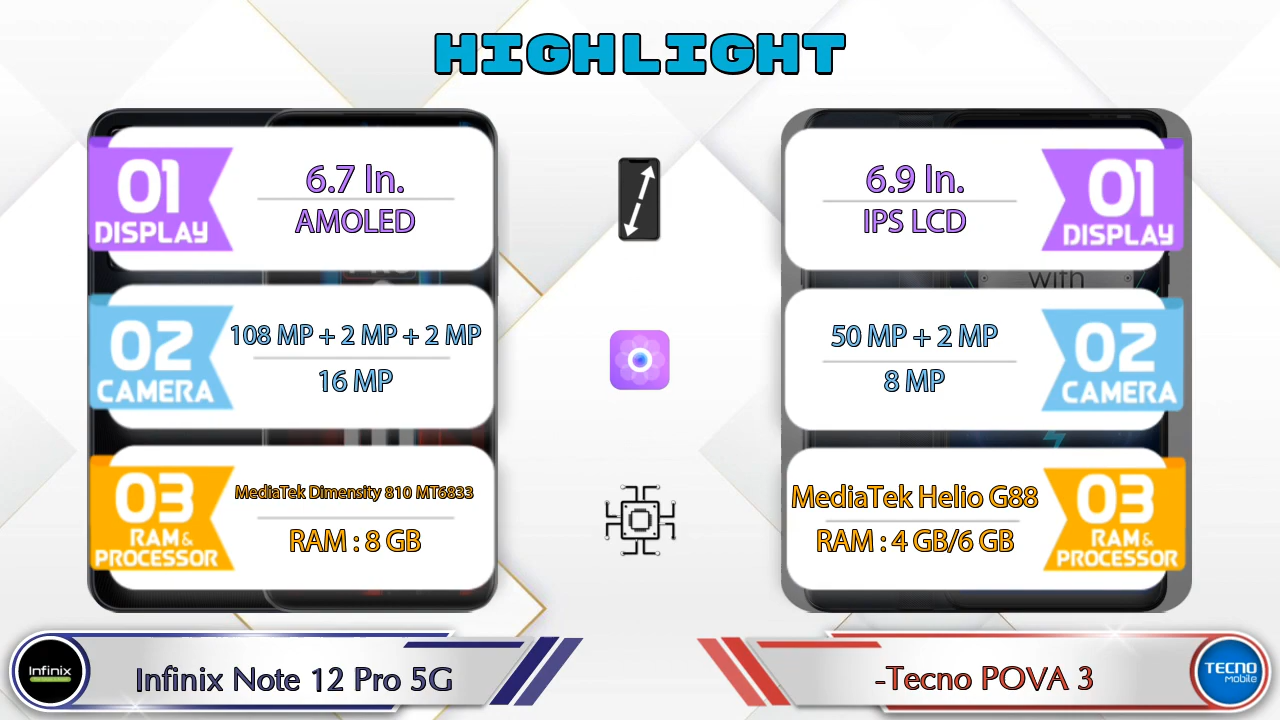 HIGHLIGHT
01
DISPLAY
6.7 In.
AMOLED
02
CAMERA
108 MP + 2 MP + 2 MP
16 MP
03
RAM &
PROCESSOR
MediaTek Dimensity 810 MT6833
RAM : 8 GB
6.9 In.
IPS LCD
01
DISPLAY
with
50 MP + 2 MP
8 MP
02
CAMERA
MediaTek Helio G88
RAM : 4 GB/6 GB
03
RAM &
PROCESSOR
Infinix
Infinix Note 12 Pro 5G
-Tecno POVA 3
TECNO
Mobile